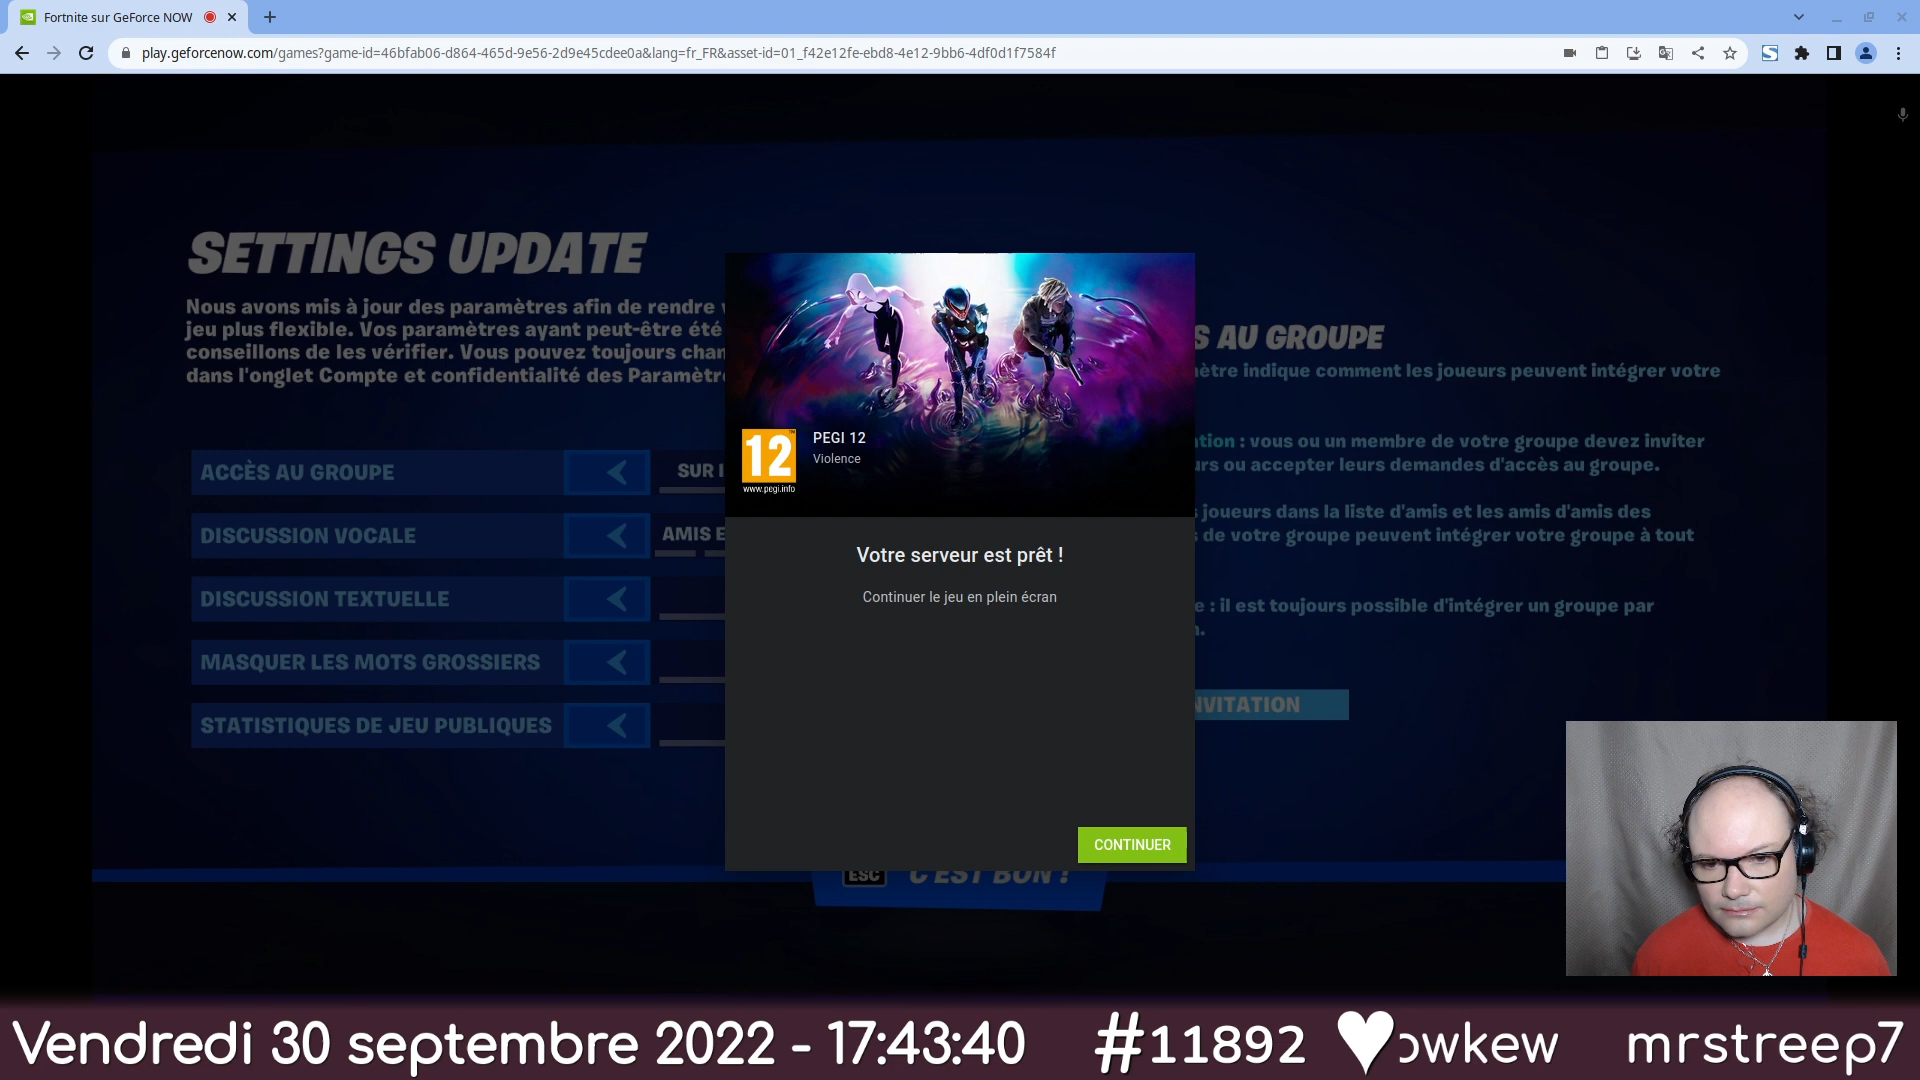 Fortnite sur GeForce NOW
play.geforcenow.com/games?game-id=46bfab06-d864-465d-9e56-2d9e45cdee0a&lang=fr_FR&asset-id=01_f42e12fe-ebd8-4e12-9bb6-4df0d1f7584f
SETTINGS UPDATE
Nous avons mis à jour des paramètres afin de rendre
jeu plus flexible. Vos paramètres ayant peut-être été
conseillons de les vérifier. Vous pouvez toujours
dans l'onglet Compte et confidentialité des
ACCÈS AU GROUPE
SUR
DISCUSSION VOCALE
AMIS
DISCUSSION TEXTUELLE
MASQUER LES MOTS GROSSIERS
STATISTIQUES DE JEU PUBLIQUES
12
www.pegi.info
PEGI 12
Violence
Votre serveur est prêt !
Continuer le jeu en plein écran
CONTINUER
AU GROUPE
indique comment les joueurs peuvent intégrer votre
: vous ou un membre de votre groupe devez inviter
ou accepter leurs demandes d'accès au groupe.
joueurs dans la liste d'amis et les amis d'amis des
de votre groupe peuvent intégrer votre groupe à tout
: il est toujours possible d'intégrer un groupe par
ESC C'EST BON !
Vendredi 30 septembre 2022 - 17:43:40 #11892 owkew mrstreep7